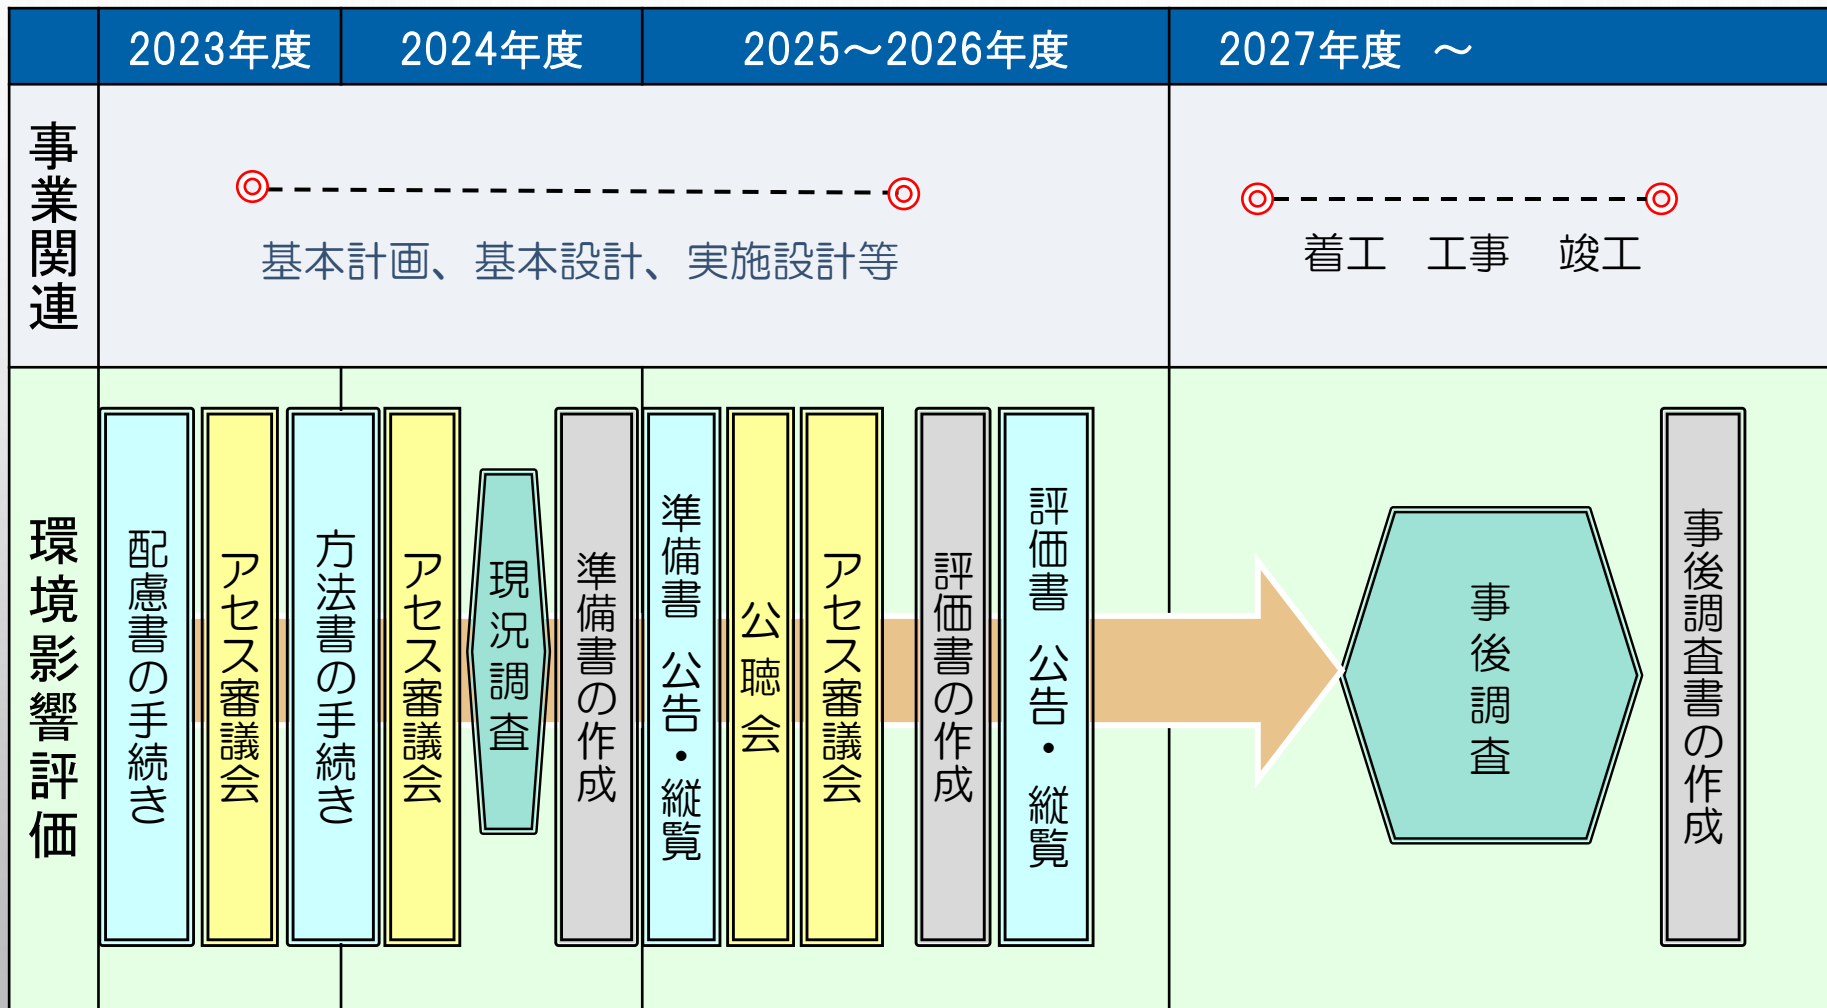 2023年度
2024年度
2025～2026年度
2027年度　～
事業関連
基本計画、基本設計、実施設計等
着工　工事　竣工
環境影響評価
配慮書の手続き
アセス審議会
方法書の手続き
アセス審議会
現況調査
準備書の作成
準備書 公告・縦覧
公聴会
アセス審議会
評価書の作成
評価書 公告・縦覧
事後調査
事後調査書の作成